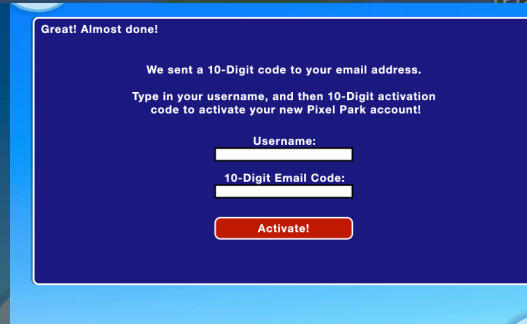 Great! Almost done!
We sent a 10-Digit code to your email address.
Type in your username, and then 10-Digit activation
code to activate your new Pixel Park account!
Username:
10-Digit Email Code:
Activate!